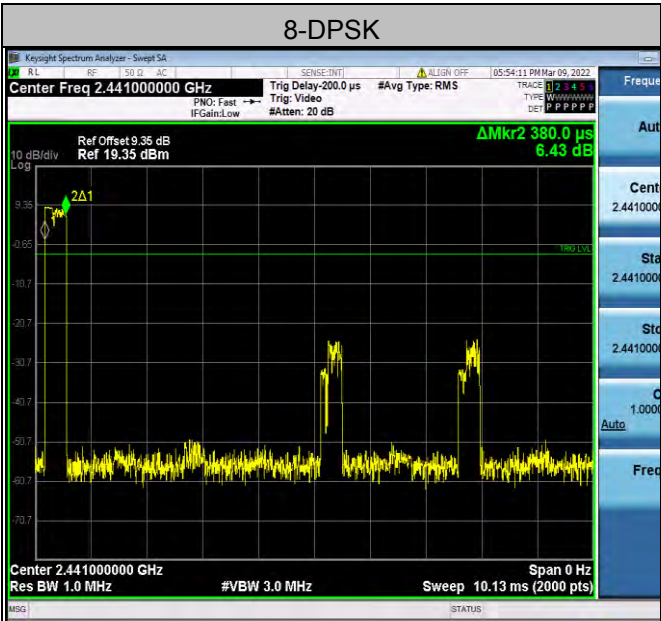 8-DPSK
Keysight Spectrum Analyzer - Swept SA
RL RF 50 Ω AC SENSE:INT ALIGN OFF 05:54:11 PM Mar 09, 2022
Center Freq 2.441000000 GHz
PNO: Fast
IFGain:Low
Trig Delay-200.0 µs
Trig: Video
#Atten: 20 dB
#Avg Type: RMS
TRACE 1 2 3 4 5 6
TYPE W
DET P P P P P P
Freque
Ref Offset 9.35 dB
10 dB/div Ref 19.35 dBm
Log
ΔMkr2 380.0 µs
6.43 dB
2Δ1
TRIG LVL
9.35
-0.65
-10.7
-20.7
-30.7
-40.7
-50.7
-60.7
-70.7
Aut
Cent
2.4410000
Sta
2.4410000
Sto
2.4410000
C
1.0000
Auto
Freq
Center 2.441000000 GHz Span 0 Hz
Res BW 1.0 MHz #VBW 3.0 MHz Sweep 10.13 ms (2000 pts)
MSG STATUS